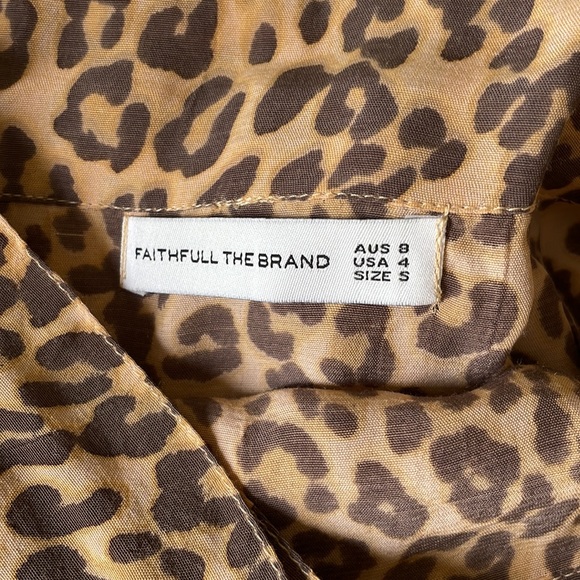 FAITHFULL THE BRAND
AUS 8
USA 4
SIZE S